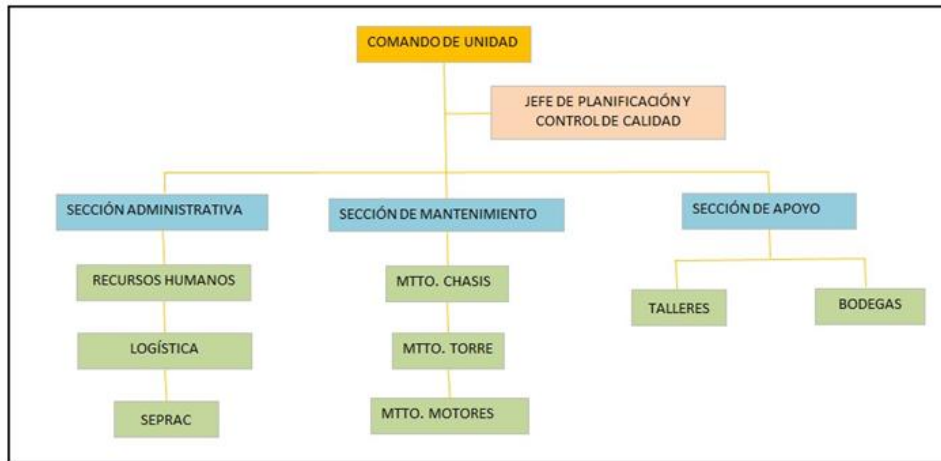 COMANDO DE UNIDAD
JEFE DE PLANIFICACIÓN Y
CONTROL DE CALIDAD
SECCIÓN ADMINISTRATIVA
SECCIÓN DE MANTENIMIENTO
SECCIÓN DE APOYO
RECURSOS HUMANOS
MTTO. CHASIS
TALLERES
BODEGAS
LOGÍSTICA
MTTO. TORRE
SEPRAC
MTTO. MOTORES